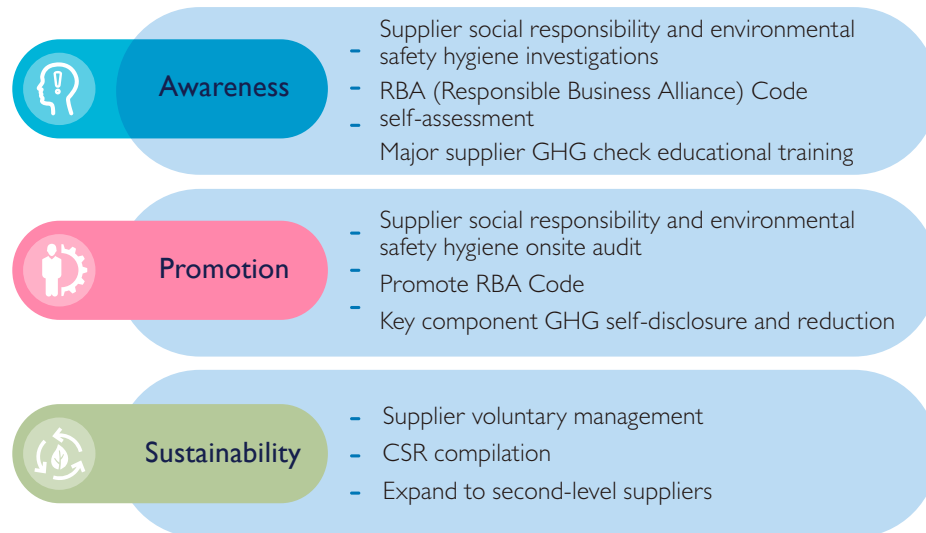 Awareness
- Supplier social responsibility and environmental
safety hygiene investigations
- RBA (Responsible Business Alliance) Code
- self-assessment
Major supplier GHG check educational training
Promotion
- Supplier social responsibility and environmental
safety hygiene onsite audit
- Promote RBA Code
- Key component GHG self-disclosure and reduction
Sustainability
- Supplier voluntary management
- CSR compilation
- Expand to second-level suppliers